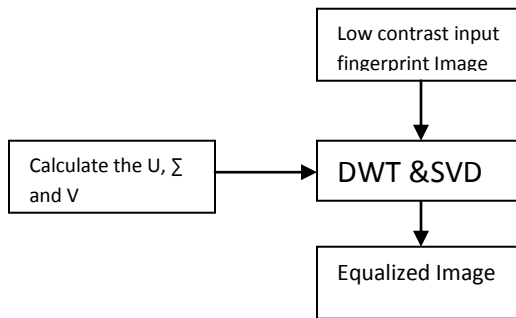 Low contrast input
fingerprint Image
Calculate the U, ∑
and V
DWT &SVD
Equalized Image